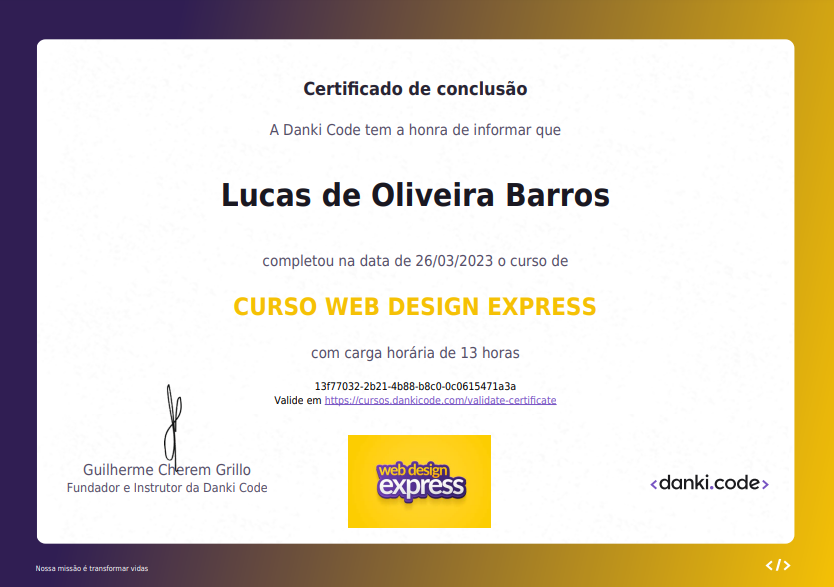 Certificado de conclusão
A Danki Code tem a honra de informar que
Lucas de Oliveira Barros
completou na data de 26/03/2023 o curso de
CURSO WEB DESIGN EXPRESS
com carga horária de 13 horas
13f77032-2b21-4b88-b8c0-0c0615471a3a
Valide em https://cursos.dankicode.com/validate-certificate
Guilherme Cherem Grillo
Fundador e Instrutor da Danki Code
web design
express
<danki.code>
Nossa missão é transformar vidas
</>